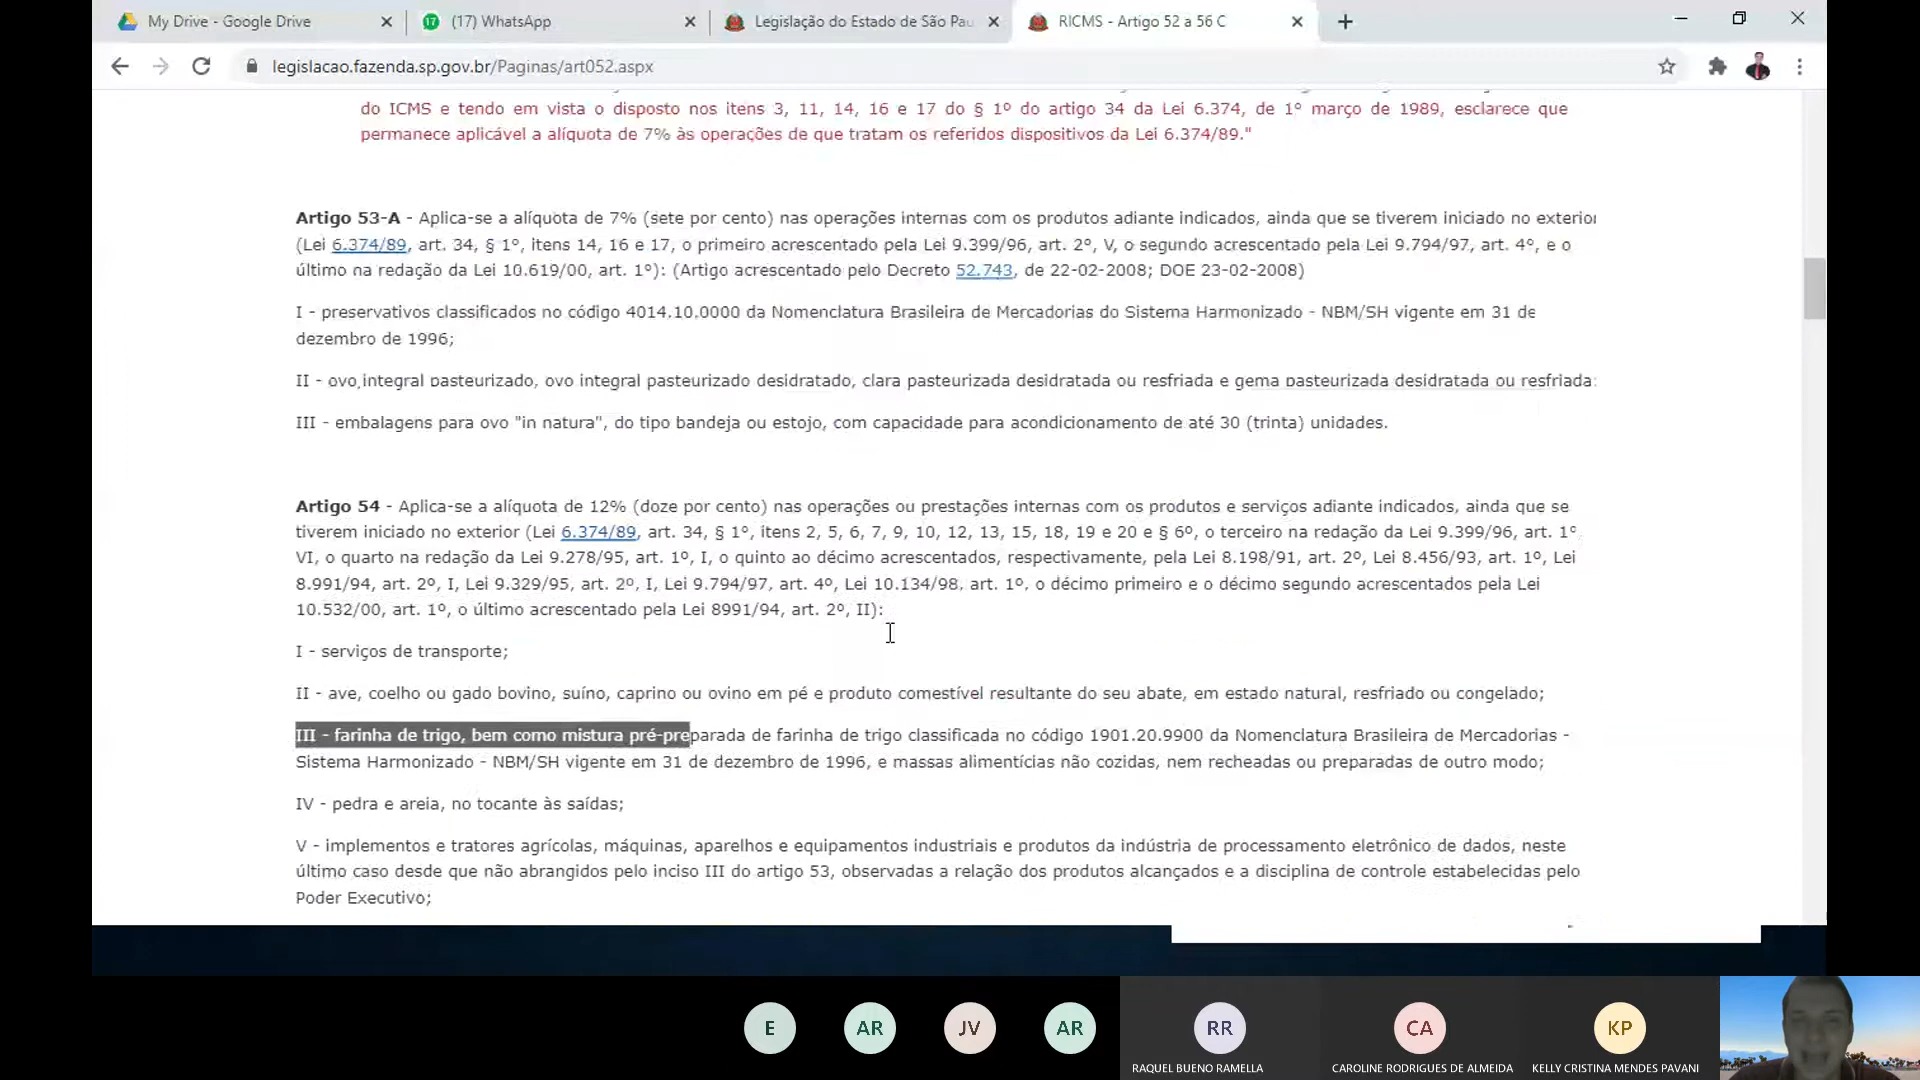 My Drive - Google Drive
(17) WhatsApp
Legislação do Estado de São Pau
RICMS - Artigo 52 a 56 C
legislacao.fazenda.sp.gov.br/Paginas/art052.aspx
do ICMS e tendo em vista o disposto nos itens 3, 11, 14, 16 e 17 do § 1º do artigo 34 da Lei 6.374, de 1º março de 1989, esclarece que
permanece aplicável a alíquota de 7% às operações de que tratam os referidos dispositivos da Lei 6.374/89."
Artigo 53-A - Aplica-se a alíquota de 7% (sete por cento) nas operações internas com os produtos adiante indicados, ainda que se tiverem iniciado no exterior
(Lei 6.374/89, art. 34, § 1º, itens 14, 16 e 17, o primeiro acrescentado pela Lei 9.399/96, art. 2º, V, o segundo acrescentado pela Lei 9.794/97, art. 4º, e o
último na redação da Lei 10.619/00, art. 1º): (Artigo acrescentado pelo Decreto 52.743, de 22-02-2008; DOE 23-02-2008)
I - preservativos classificados no código 4014.10.0000 da Nomenclatura Brasileira de Mercadorias do Sistema Harmonizado - NBM/SH vigente em 31 de
dezembro de 1996;
II - ovo integral pasteurizado, ovo integral pasteurizado desidratado, clara pasteurizada desidratada ou resfriada e gema pasteurizada desidratada ou resfriada;
III - embalagens para ovo "in natura", do tipo bandeja ou estojo, com capacidade para acondicionamento de até 30 (trinta) unidades.
Artigo 54 - Aplica-se a alíquota de 12% (doze por cento) nas operações ou prestações internas com os produtos e serviços adiante indicados, ainda que se
tiverem iniciado no exterior (Lei 6.374/89, art. 34, § 1º, itens 2, 5, 6, 7, 9, 10, 12, 13, 15, 18, 19 e 20 e § 6º, o terceiro na redação da Lei 9.399/96, art. 1º
VI, o quarto na redação da Lei 9.278/95, art. 1º, I, o quinto ao décimo acrescentados, respectivamente, pela Lei 8.198/91, art. 2º, Lei 8.456/93, art. 1º, Lei
8.991/94, art. 2º, I, Lei 9.329/95, art. 2º, I, Lei 9.794/97, art. 4º, Lei 10.134/98, art. 1º, o décimo primeiro e o décimo segundo acrescentados pela Lei
10.532/00, art. 1º, o último acrescentado pela Lei 8991/94, art. 2º, II):
I - serviços de transporte;
II - ave, coelho ou gado bovino, suíno, caprino ou ovino em pé e produto comestível resultante do seu abate, em estado natural, resfriado ou congelado;
III - farinha de trigo, bem como mistura pré-preparada de farinha de trigo classificada no código 1901.20.9900 da Nomenclatura Brasileira de Mercadorias -
Sistema Harmonizado - NBM/SH vigente em 31 de dezembro de 1996, e massas alimentícias não cozidas, nem recheadas ou preparadas de outro modo;
IV - pedra e areia, no tocante às saídas;
V - implementos e tratores agrícolas, máquinas, aparelhos e equipamentos industriais e produtos da indústria de processamento eletrônico de dados, neste
último caso desde que não abrangidos pelo inciso III do artigo 53, observadas a relação dos produtos alcançados e a disciplina de controle estabelecidas pelo
Poder Executivo;
E
AR
JV
AR
RR
CA
KP
RAQUEL BUENO RAMELLA
CAROLINE RODRIGUES DE ALMEIDA
KELLY CRISTINA MENDES PAVANI